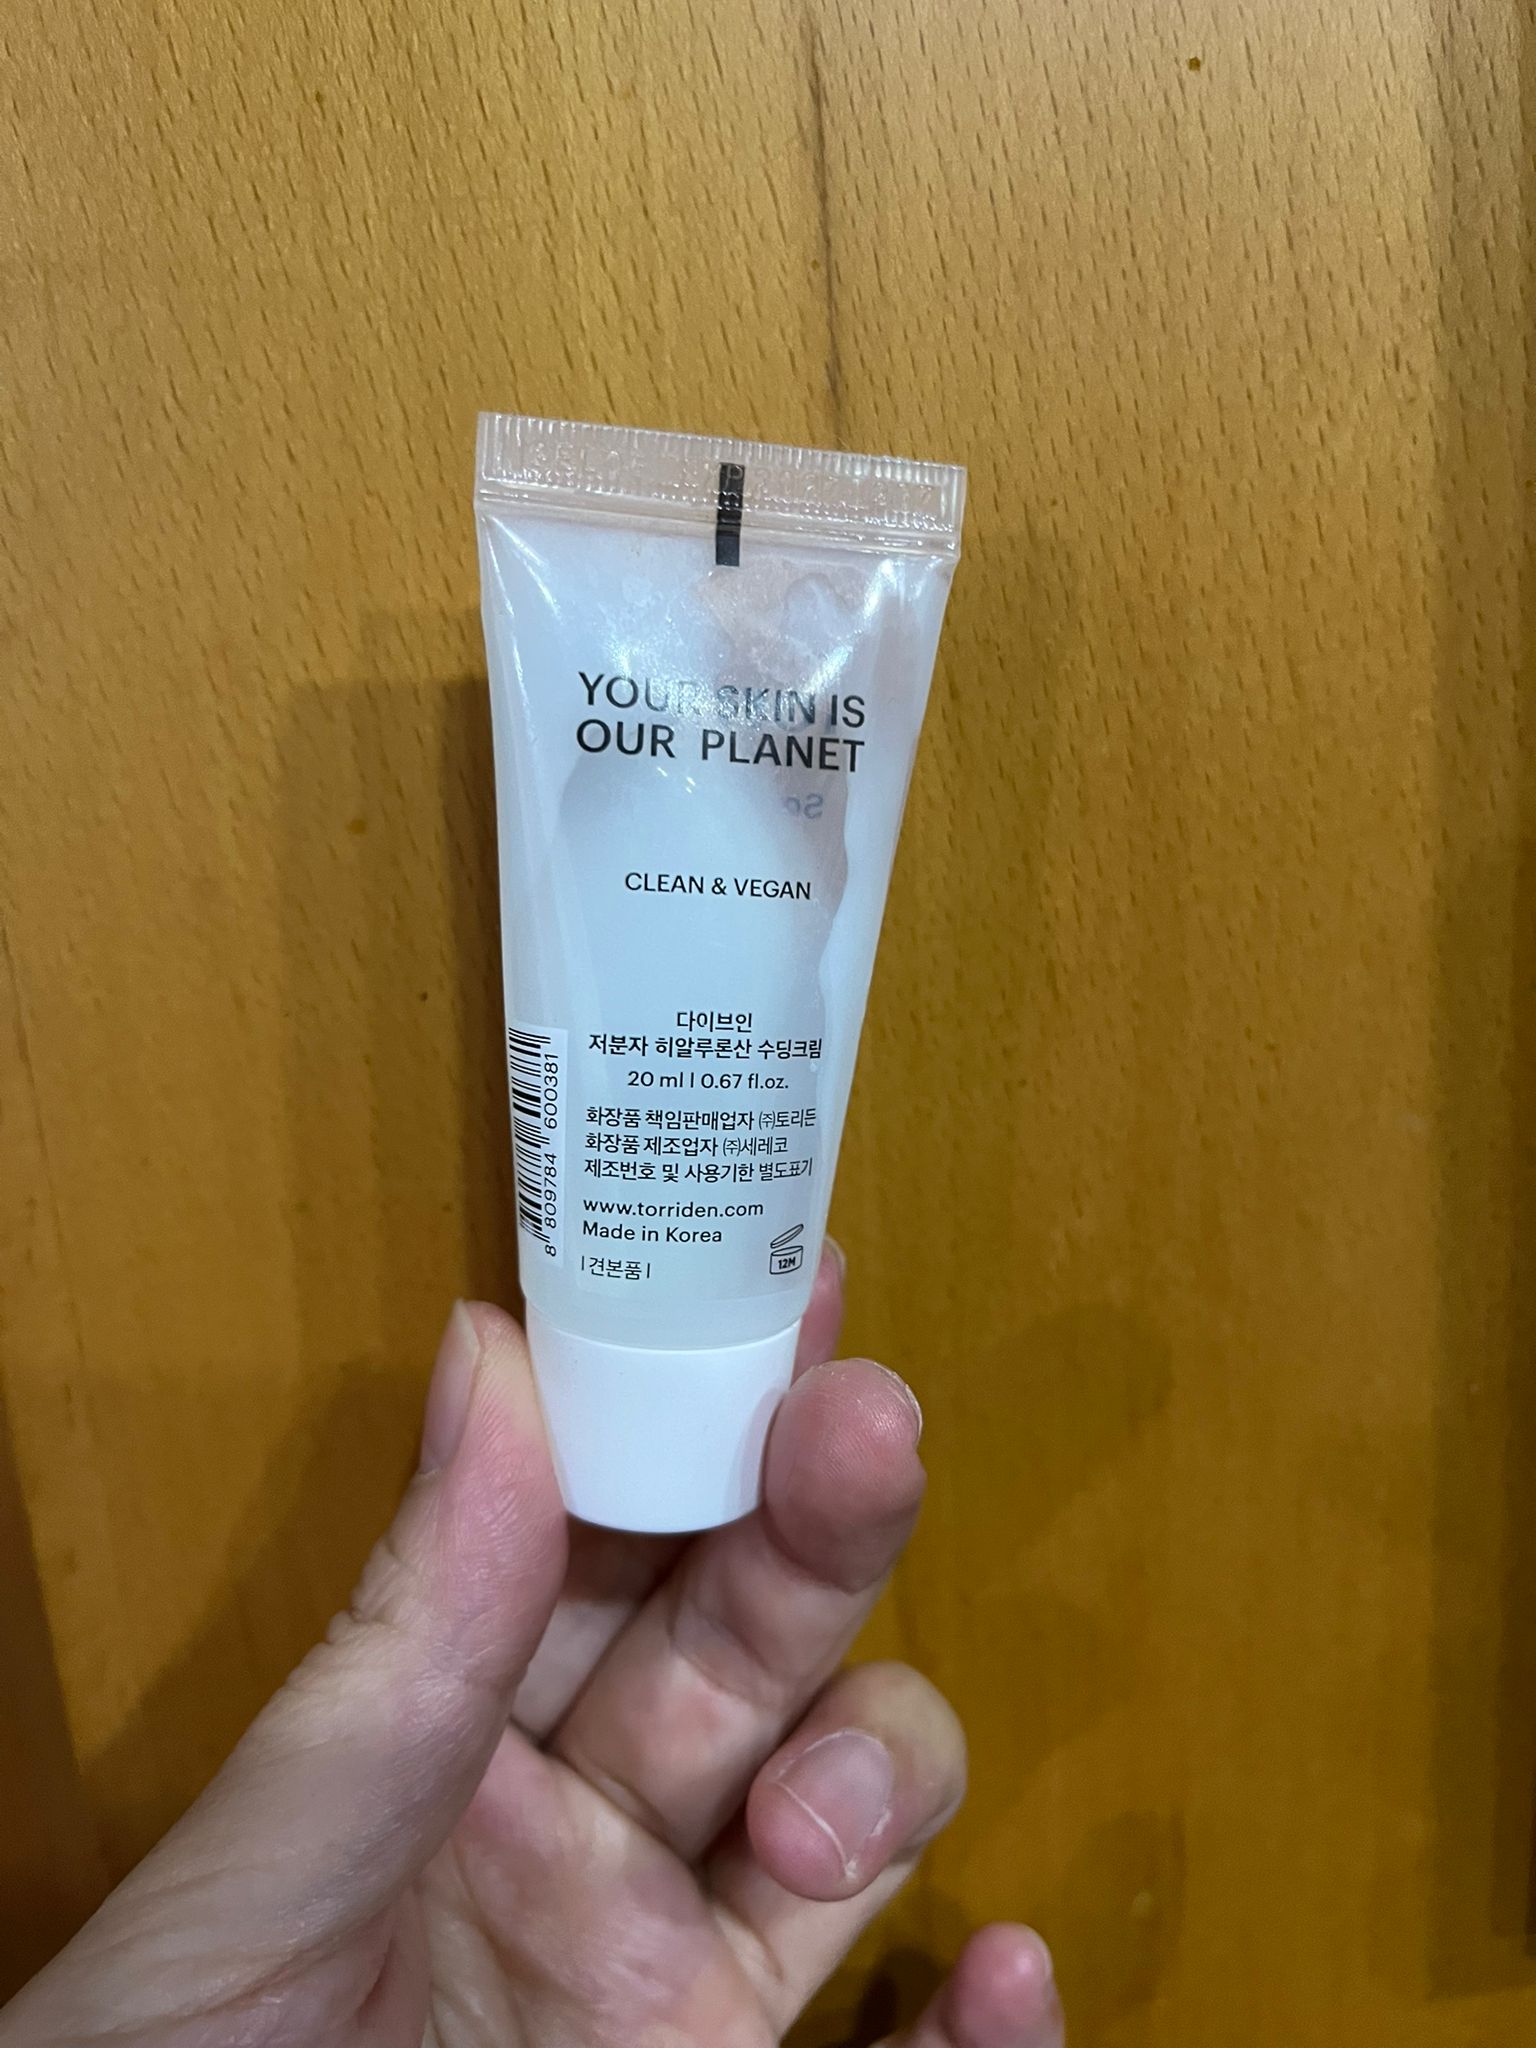 YOUR SKIN IS
OUR PLANET
CLEAN & VEGAN
다이브인
저분자 히알루론산 수딩크림
20 ml | 0.67 fl.oz.
화장품 책임판매업자 ㈜토리든
화장품 제조업자 ㈜세레코
제조번호 및 사용기한 별도표기
www.torriden.com
Made in Korea
| 견본품 |
12M
8 809784 600381